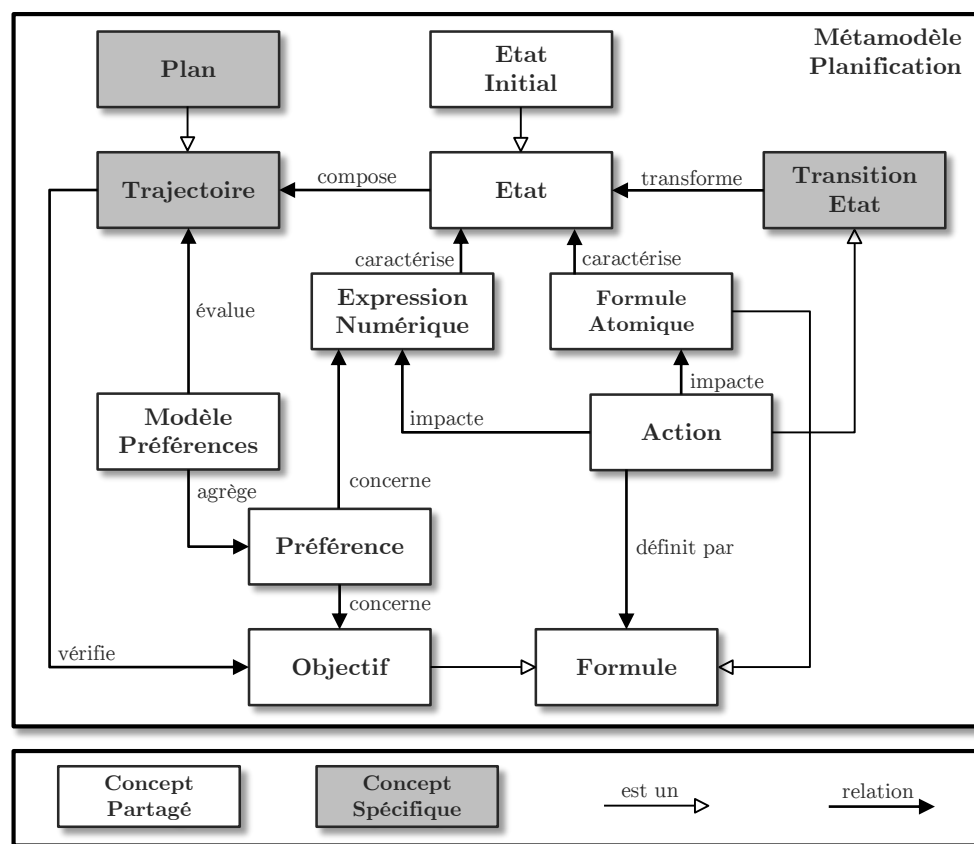 Métamodèle
Planification
Plan
Etat
Initial
Trajectoire
compose
Etat
transforme
Transition
Etat
caractérise
caractérise
Expression
Numérique
Formule
Atomique
évalue
impacte
Modèle
Préférences
impacte
Action
agrège
concerne
Préférence
définit par
concerne
vérifie
Objectif
Formule
Concept
Partagé
Concept
Spécifique
est un
relation